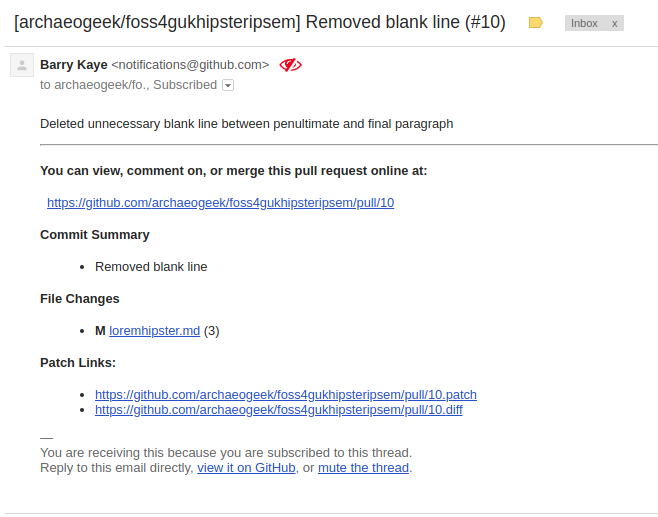 [archaeogeek/foss4gukhipsteripsem] Removed blank line (#10) Inbox x
Barry Kaye <notifications@github.com>
to archaeogeek/fo., Subscribed
Deleted unnecessary blank line between penultimate and final paragraph
You can view, comment on, or merge this pull request online at:
https://github.com/archaeogeek/foss4gukhipsteripsem/pull/10
Commit Summary
• Removed blank line
File Changes
• M loremhipster.md (3)
Patch Links:
• https://github.com/archaeogeek/foss4gukhipsteripsem/pull/10.patch
• https://github.com/archaeogeek/foss4gukhipsteripsem/pull/10.diff
—
You are receiving this because you are subscribed to this thread.
Reply to this email directly, view it on GitHub, or mute the thread.